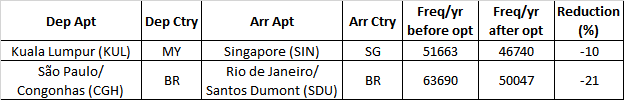 Dep Apt Dep Ctry Arr Apt Arr Ctry Freq/yr before opt Freq/yr after opt Reduction (%)
Kuala Lumpur (KUL) MY Singapore (SIN) SG 51663 46740 -10
São Paulo/ Congonhas (CGH) BR Rio de Janeiro/ Santos Dumont (SDU) BR 63690 50047 -21